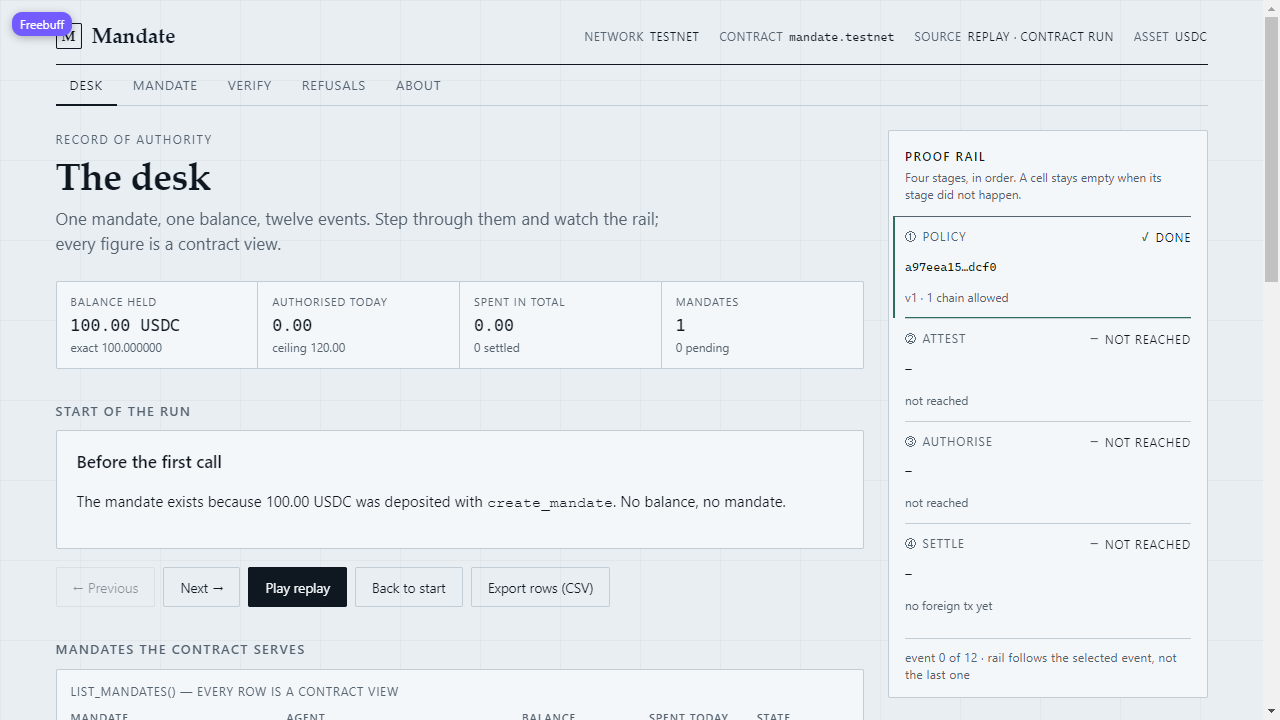 Freebuff
M Mandate
NETWORK TESTNET CONTRACT mandate.testnet SOURCE REPLAY · CONTRACT RUN ASSET USDC
DESK MANDATE VERIFY REFUSALS ABOUT
RECORD OF AUTHORITY
The desk
One mandate, one balance, twelve events. Step through them and watch the rail;
every figure is a contract view.
BALANCE HELD
100.00 USDC
exact 100.000000
AUTHORISED TODAY
0.00
ceiling 120.00
SPENT IN TOTAL
0.00
0 settled
MANDATES
1
0 pending
START OF THE RUN
Before the first call
The mandate exists because 100.00 USDC was deposited with create_mandate. No balance, no mandate.
← Previous Next → Play replay Back to start Export rows (CSV)
MANDATES THE CONTRACT SERVES
LIST_MANDATES() — EVERY ROW IS A CONTRACT VIEW
MANDATE AGENT BALANCE SPENT TODAY STATE
PROOF RAIL
Four stages, in order. A cell stays empty when its
stage did not happen.
① POLICY ✓ DONE
a97eea15…dcf0
v1 · 1 chain allowed
② ATTEST – NOT REACHED
–
not reached
③ AUTHORISE – NOT REACHED
–
not reached
④ SETTLE – NOT REACHED
–
no foreign tx yet
event 0 of 12 · rail follows the selected event, not
the last one